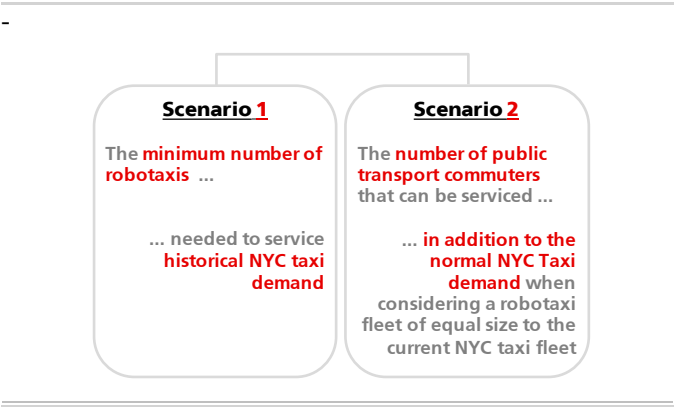 -
Scenario 1
The minimum number of
robotaxis ...
... needed to service
historical NYC taxi
demand
Scenario 2
The number of public
transport commuters
that can be serviced ...
... in addition to the
normal NYC Taxi
demand when
considering a robotaxi
fleet of equal size to the
current NYC taxi fleet